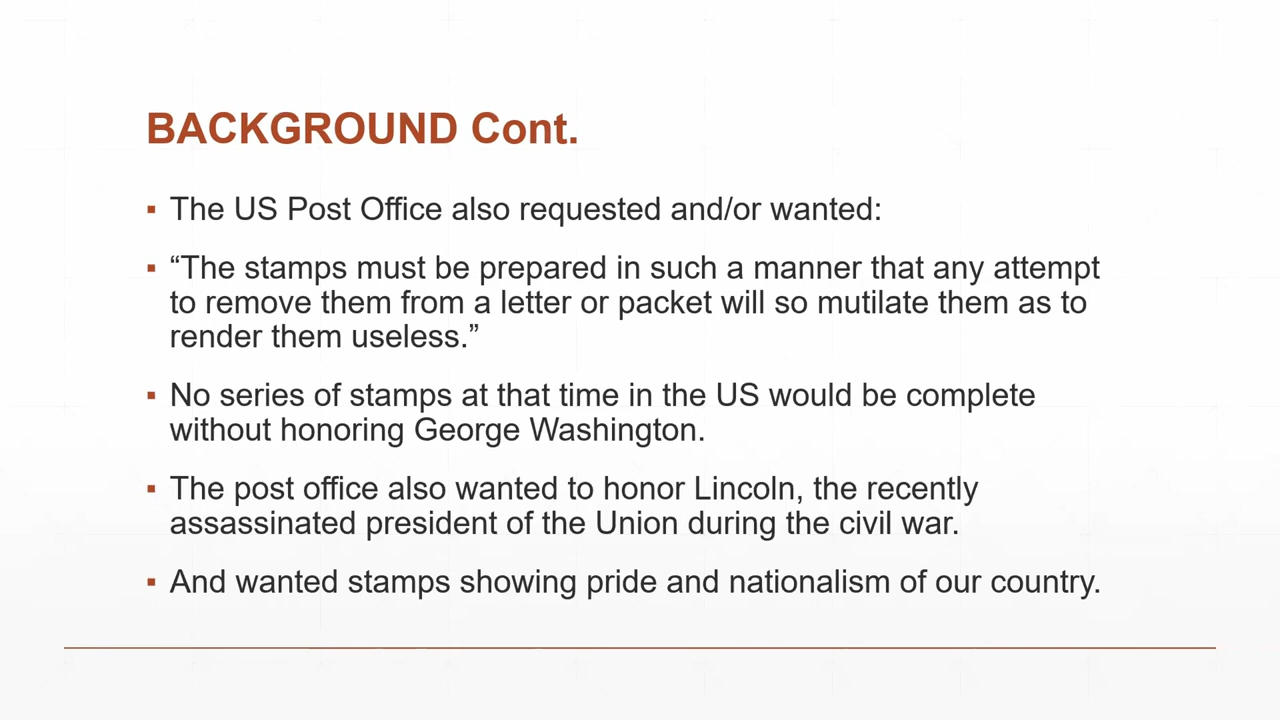 BACKGROUND Cont.
▪ The US Post Office also requested and/or wanted:
▪ “The stamps must be prepared in such a manner that any attempt
to remove them from a letter or packet will so mutilate them as to
render them useless.”
▪ No series of stamps at that time in the US would be complete
without honoring George Washington.
▪ The post office also wanted to honor Lincoln, the recently
assassinated president of the Union during the civil war.
▪ And wanted stamps showing pride and nationalism of our country.